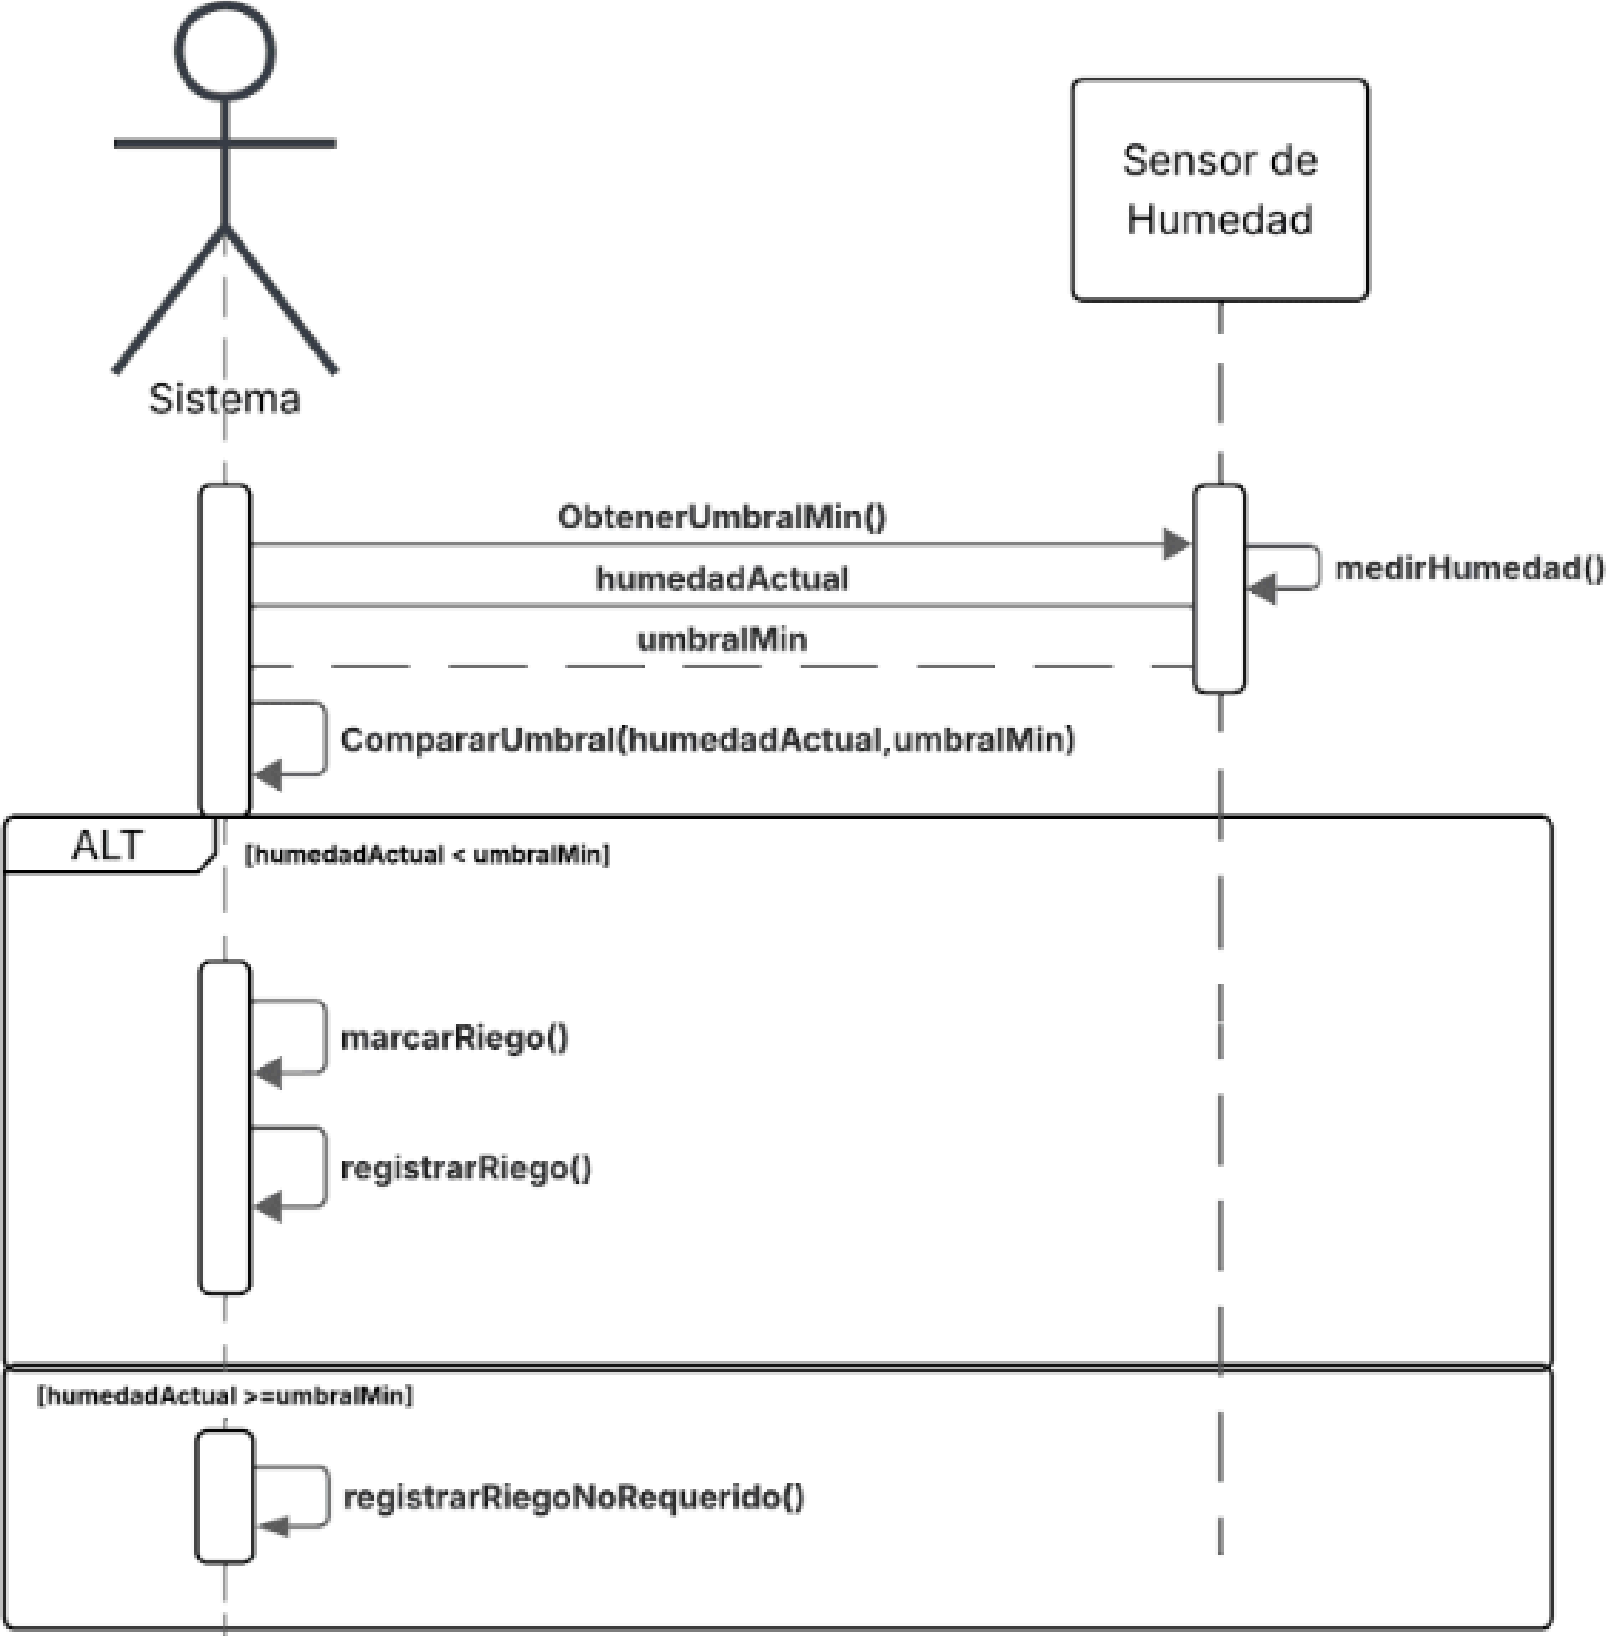 Sensor de
Humedad
Sistema
ObtenerUmbralMin()
medirHumedad()
humedadActual
umbralMin
CompararUmbral(humedadActual,umbralMin)
ALT
[humedadActual < umbralMin]
marcarRiego()
registrarRiego()
[humedadActual >=umbralMin]
registrarRiegoNoRequerido()